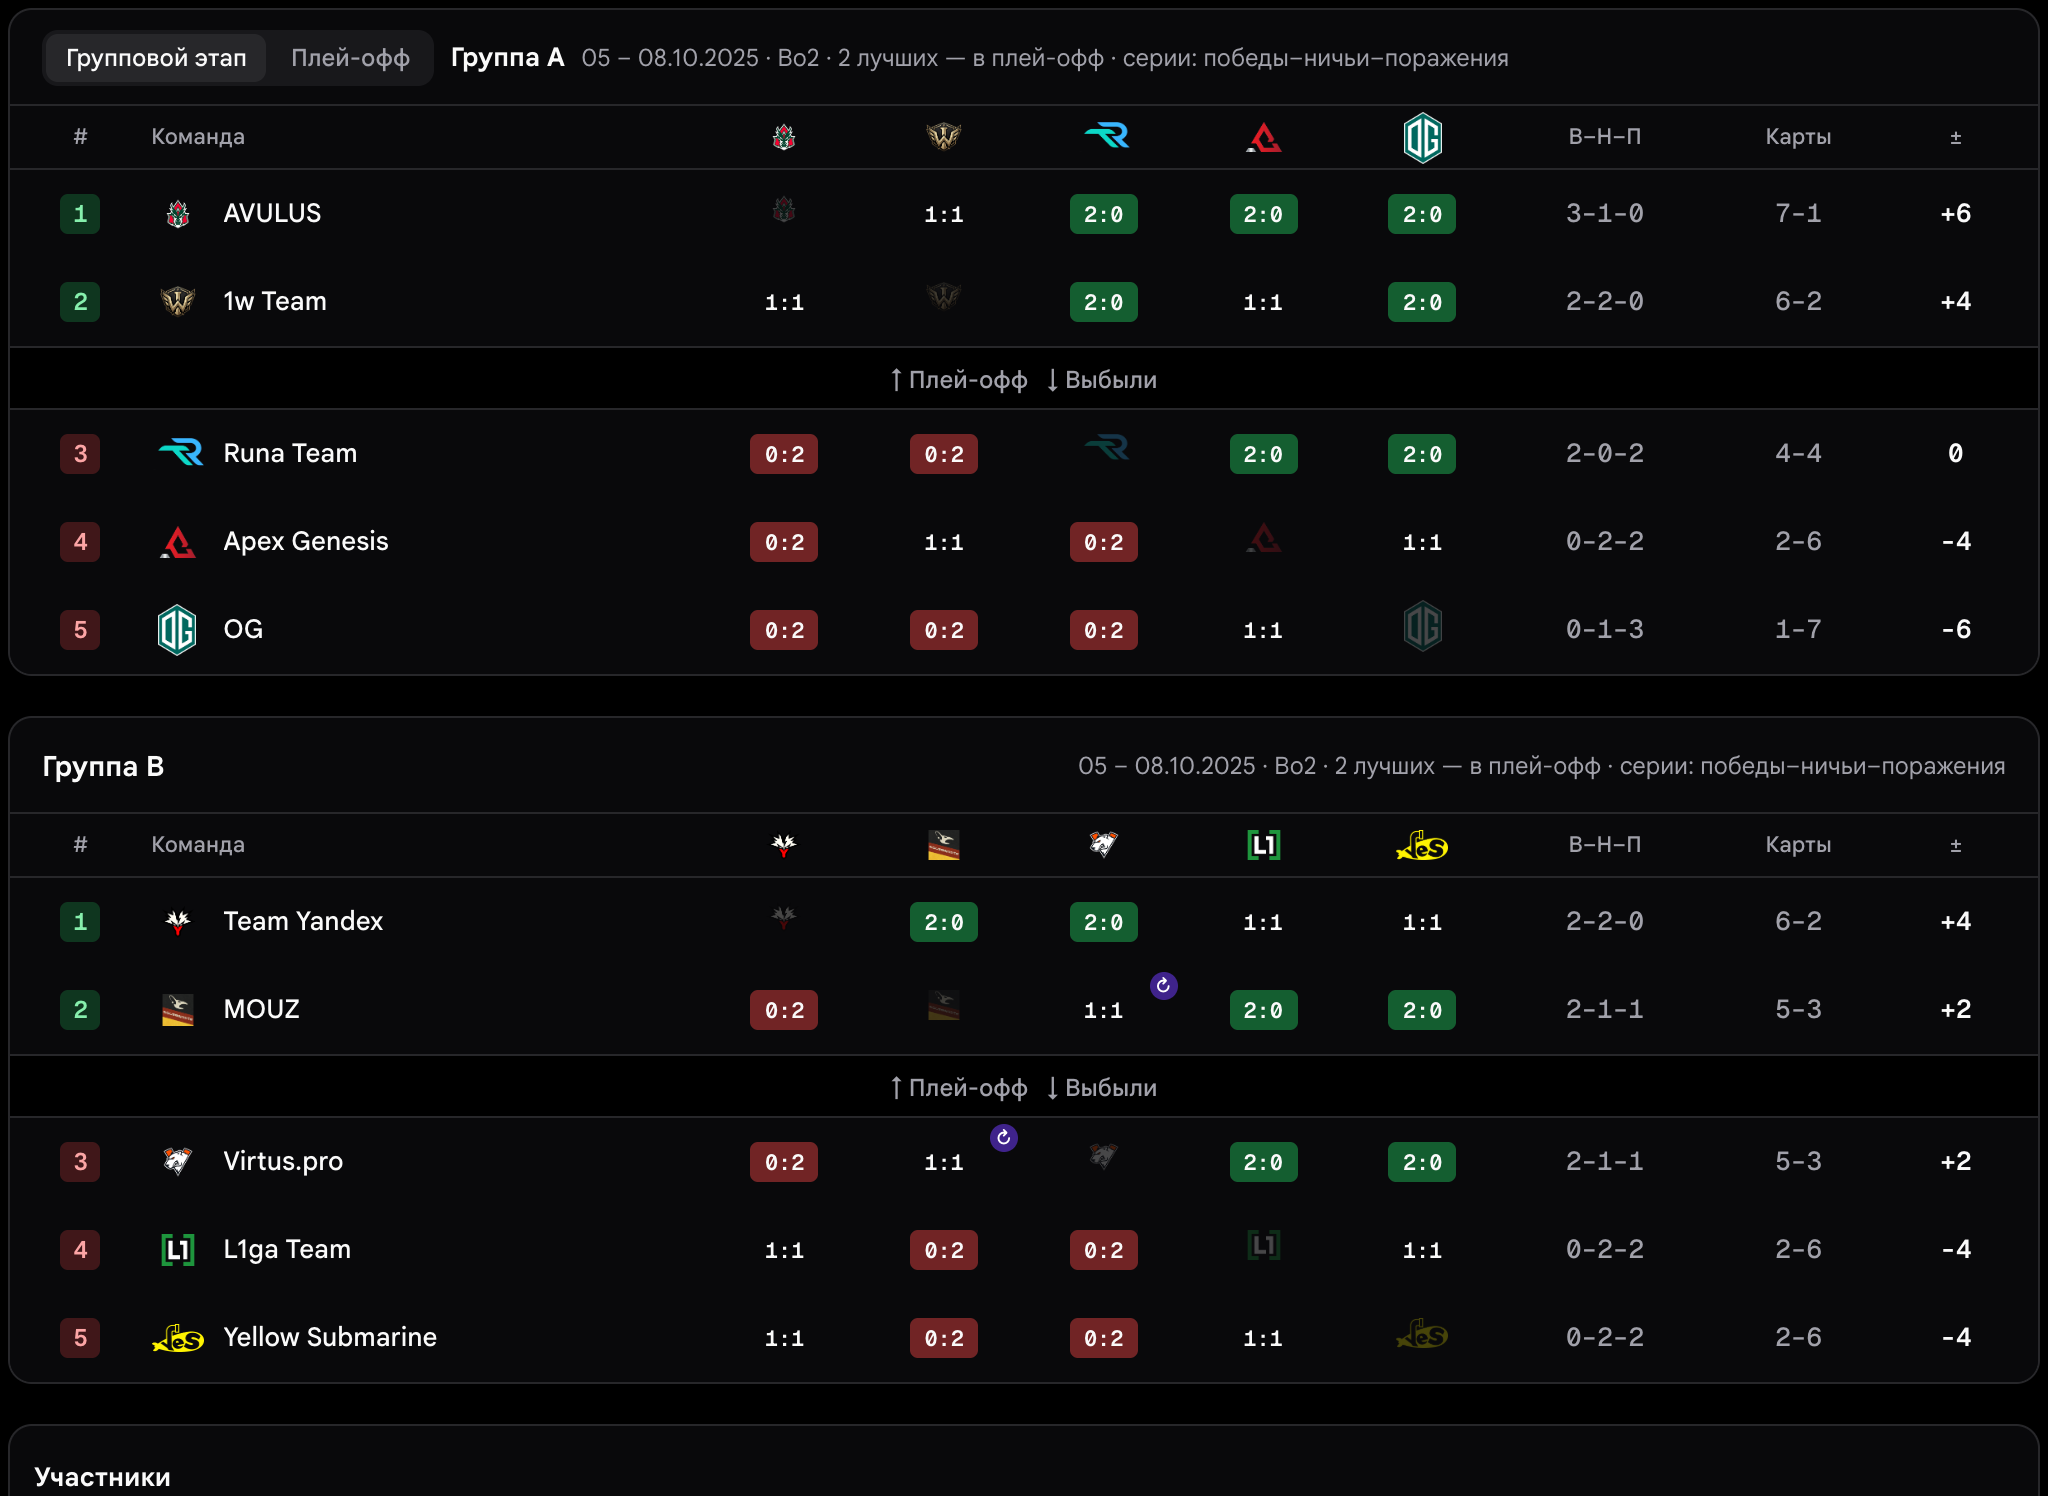 Групповой этап Плей-офф Группа A 05 – 08.10.2025 · Bo2 · 2 лучших — в плей-офф · серии: победы–ничьи–поражения
# Команда В–Н–П Карты ±
1 AVULUS 1:1 2:0 2:0 2:0 3-1-0 7-1 +6
2 1w Team 1:1 2:0 1:1 2:0 2-2-0 6-2 +4
↑ Плей-офф ↓ Выбыли
3 Runa Team 0:2 0:2 2:0 2:0 2-0-2 4-4 0
4 Apex Genesis 0:2 1:1 0:2 1:1 0-2-2 2-6 -4
5 OG 0:2 0:2 0:2 1:1 0-1-3 1-7 -6
Группа B 05 – 08.10.2025 · Bo2 · 2 лучших — в плей-офф · серии: победы–ничьи–поражения
# Команда В–Н–П Карты ±
1 Team Yandex 2:0 2:0 1:1 1:1 2-2-0 6-2 +4
2 MOUZ 0:2 1:1 2:0 2:0 2-1-1 5-3 +2
↑ Плей-офф ↓ Выбыли
3 Virtus.pro 0:2 1:1 2:0 2:0 2-1-1 5-3 +2
4 L1ga Team 1:1 0:2 0:2 1:1 0-2-2 2-6 -4
5 Yellow Submarine 1:1 0:2 0:2 1:1 0-2-2 2-6 -4
Участники